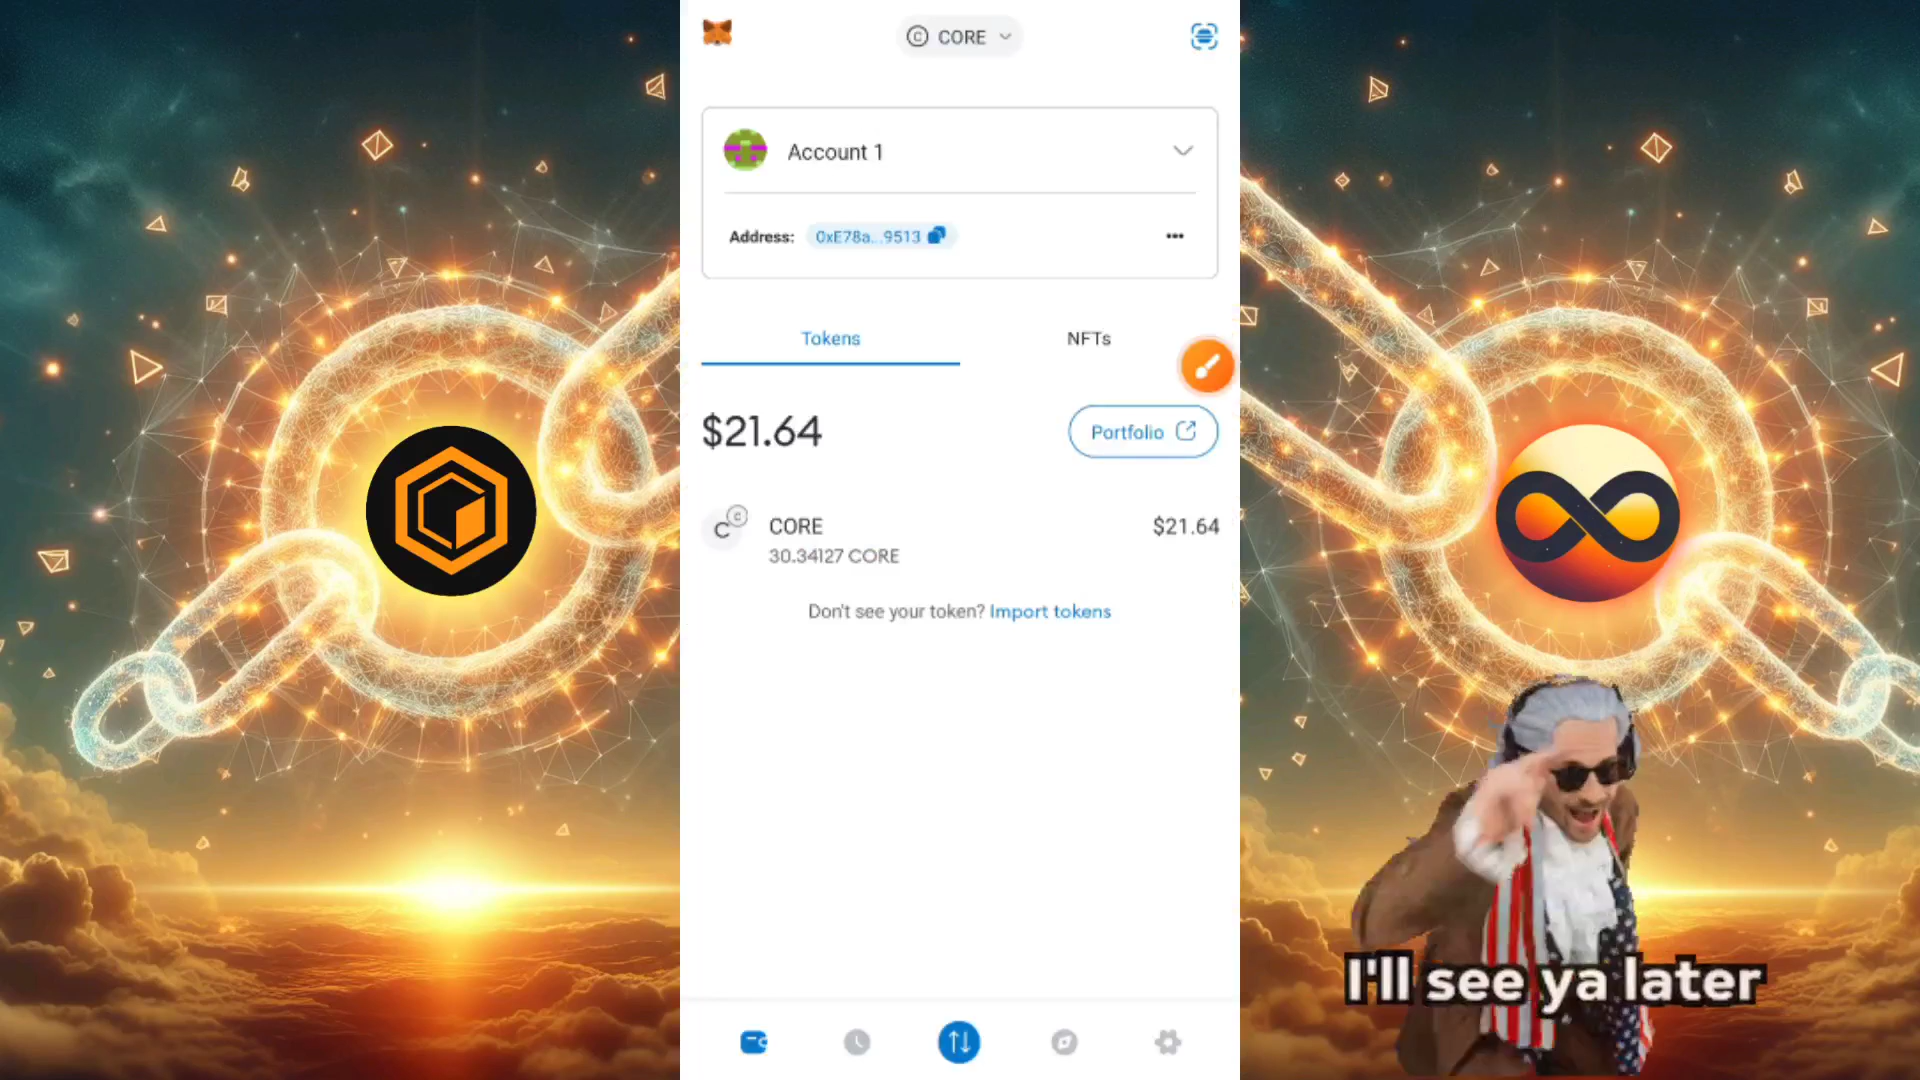 CORE
Account 1
Address: 0xE78a...9513
Tokens
NFTs
$21.64
Portfolio
C
C
CORE
$21.64
30.34127 CORE
Don't see your token? Import tokens
I'll see ya later